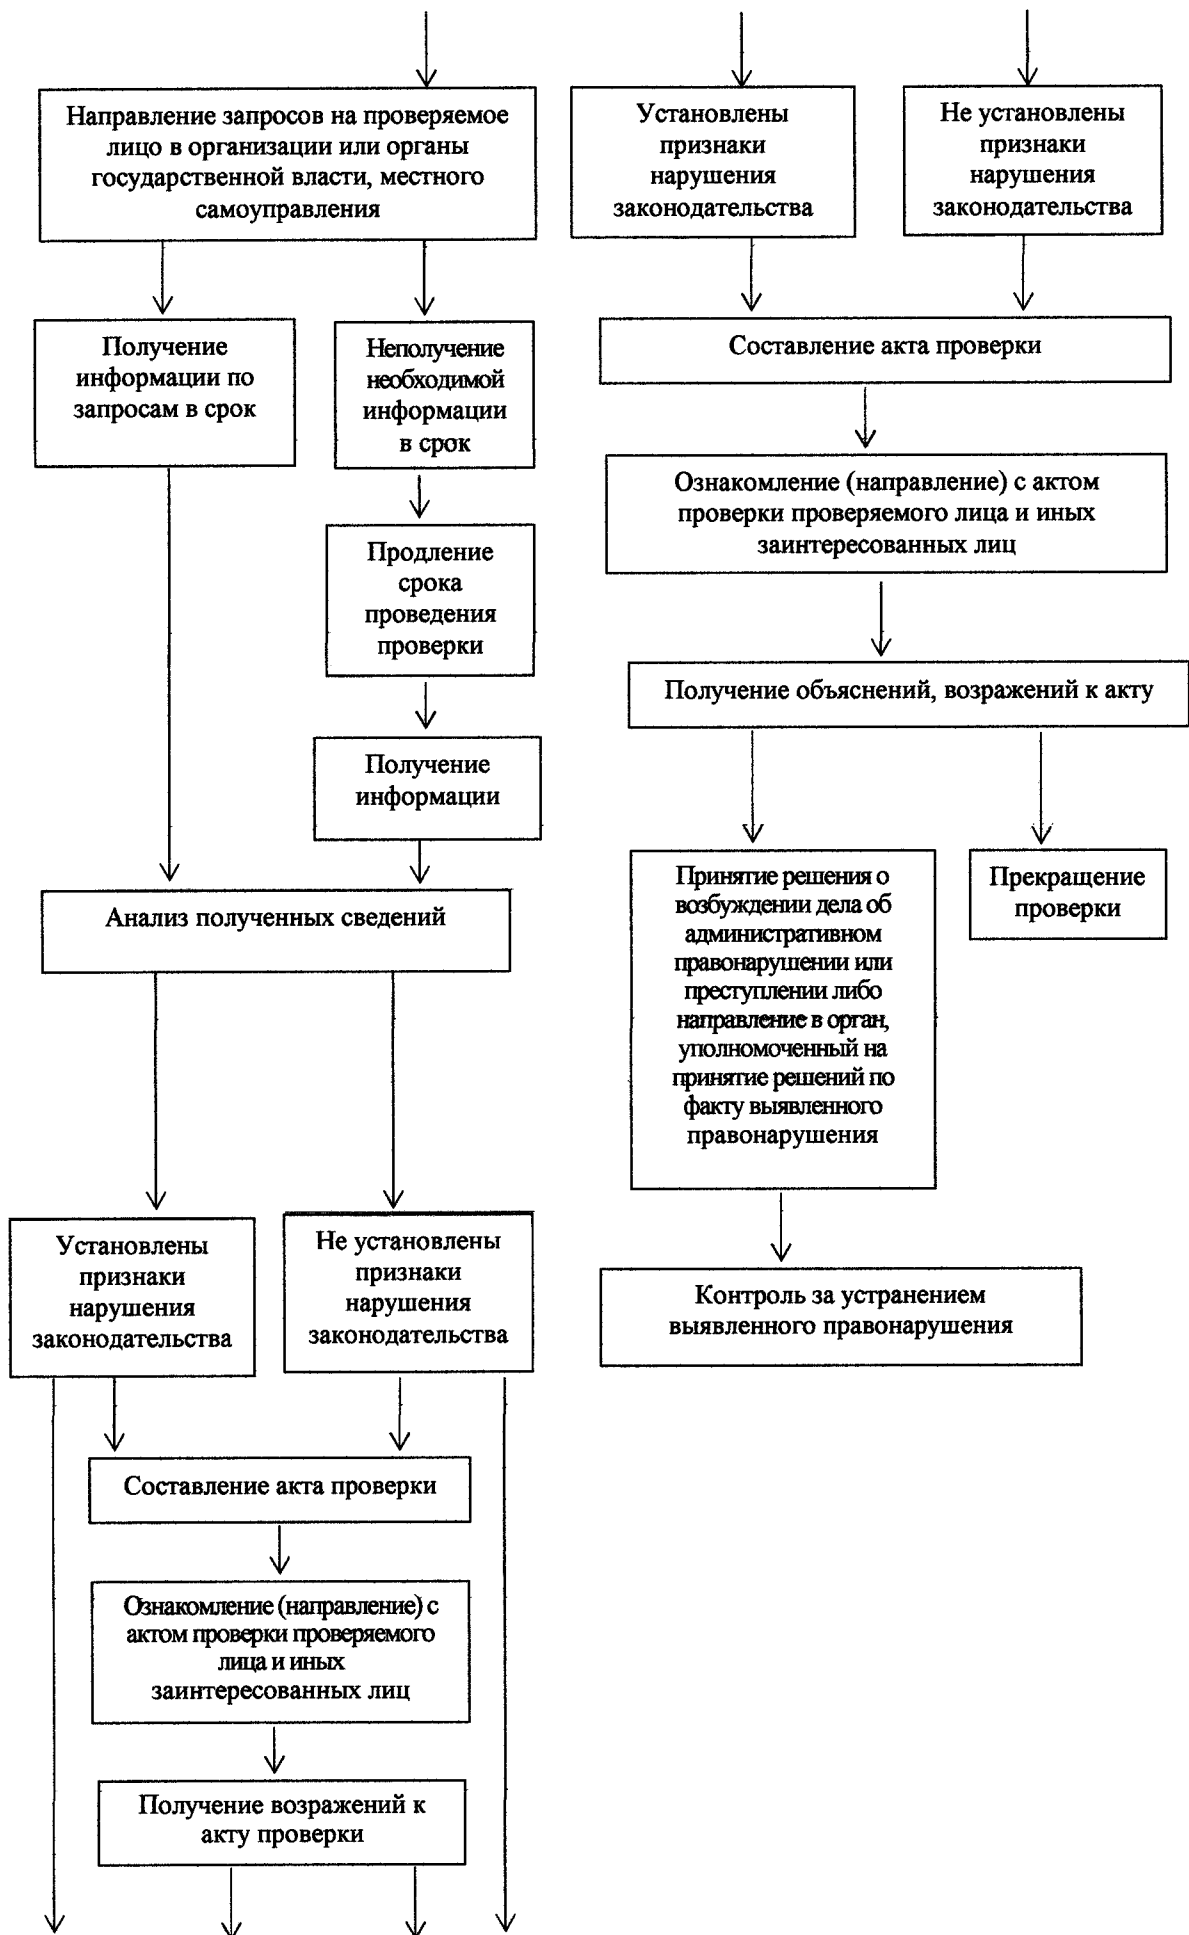 Направление запросов на проверяемое
лицо в организации или органы
государственной власти, местного
самоуправления
Получение
информации по
запросам в срок
Неполучение
необходимой
информации
в срок
Продление
срока
проведения
проверки
Получение
информации
Анализ полученных сведений
Установлены
признаки
нарушения
законодательства
Не установлены
признаки
нарушения
законодательства
Составление акта проверки
Ознакомление (направление) с
актом проверки проверяемого
лица и иных
заинтересованных лиц
Получение возражений к
акту проверки
Установлены
признаки
нарушения
законодательства
Не установлены
признаки
нарушения
законодательства
Составление акта проверки
Ознакомление (направление) с актом
проверки проверяемого лица и иных
заинтересованных лиц
Получение объяснений, возражений к акту
Принятие решения о
возбуждении дела об
административном
правонарушении или
преступлении либо
направление в орган,
уполномоченный на
принятие решений по
факту выявленного
правонарушения
Прекращение
проверки
Контроль за устранением
выявленного правонарушения